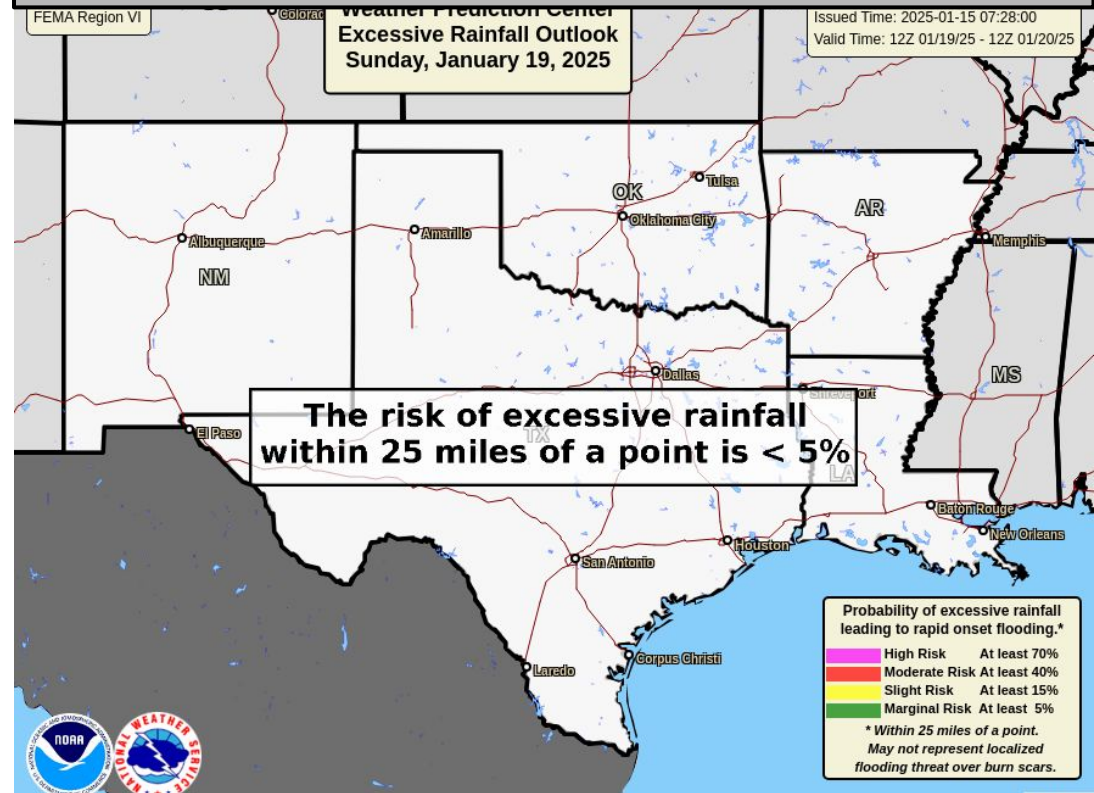 FEMA Region VI
Weather Prediction Center
Excessive Rainfall Outlook
Sunday, January 19, 2025
Issued Time: 2025-01-15 07:28:00
Valid Time: 12Z 01/19/25 - 12Z 01/20/25
Tulsa
OK
Oklahoma City
AR
Amarillo
Albuquerque
Memphis
NM
Dallas
MS
Shreveport
The risk of excessive rainfall
within 25 miles of a point is < 5%
TX
El Paso
LA
Baton Rouge
New Orleans
Houston
San Antonio
Corpus Christi
Laredo
Probability of excessive rainfall
leading to rapid onset flooding.*
High Risk At least 70%
Moderate Risk At least 40%
Slight Risk At least 15%
Marginal Risk At least 5%
* Within 25 miles of a point.
May not represent localized
flooding threat over burn scars.
NOAA
NATIONAL WEATHER SERVICE